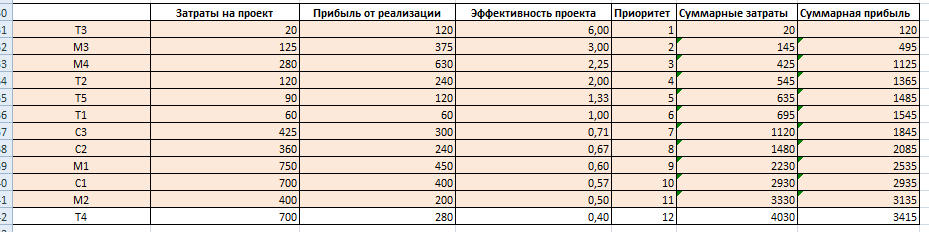 Затраты на проект Прибыль от реализации Эффективность проекта Приоритет Суммарные затраты Суммарная прибыль
Т3 20 120 6,00 1 20 120
М3 125 375 3,00 2 145 495
М4 280 630 2,25 3 425 1125
Т2 120 240 2,00 4 545 1365
Т5 90 120 1,33 5 635 1485
Т1 60 60 1,00 6 695 1545
С3 425 300 0,71 7 1120 1845
С2 360 240 0,67 8 1480 2085
М1 750 450 0,60 9 2230 2535
С1 700 400 0,57 10 2930 2935
М2 400 200 0,50 11 3330 3135
Т4 700 280 0,40 12 4030 3415